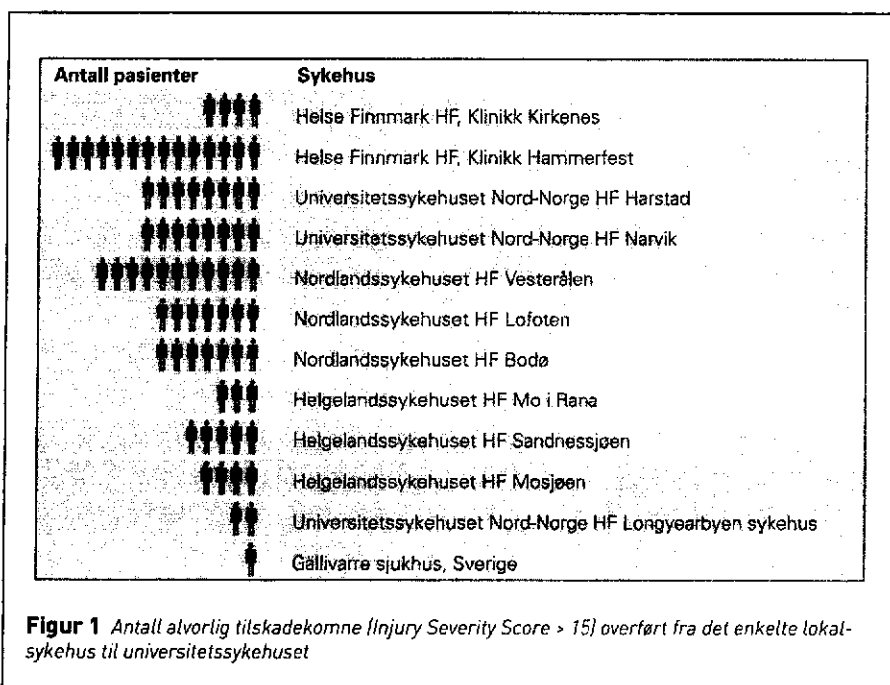 Antall pasienter Sykehus
Helse Finnmark HF, Klinikk Kirkenes
Helse Finnmark HF, Klinikk Hammerfest
Universitetssykehuset Nord-Norge HF Harstad
Universitetssykehuset Nord-Norge HF Narvik
Nordlandssykehuset HF Vesterålen
Nordlandssykehuset HF Lofoten
Nordlandssykehuset HF Bodø
Helgelandssykehuset HF Mo i Rana
Helgelandssykehuset HF Sandnessjøen
Helgelandssykehuset HF Mosjøen
Universitetssykehuset Nord-Norge HF Longyearbyen sykehus
Gällivarre sjukhus, Sverige
Figur 1 Antall alvorlig tilskadekomne (Injury Severity Score > 15) overført fra det enkelte lokal-
sykehus til universitetssykehuset